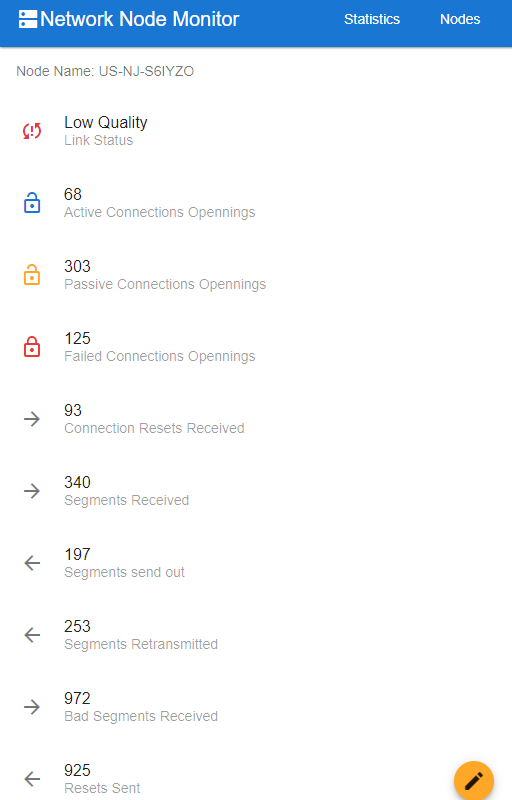 Network Node Monitor Statistics Nodes
Node Name: US-NJ-S6IYZO
Low Quality
Link Status
68
Active Connections Opennings
303
Passive Connections Opennings
125
Failed Connections Opennings
93
Connection Resets Received
340
Segments Received
197
Segments send out
253
Segments Retransmitted
972
Bad Segments Received
925
Resets Sent